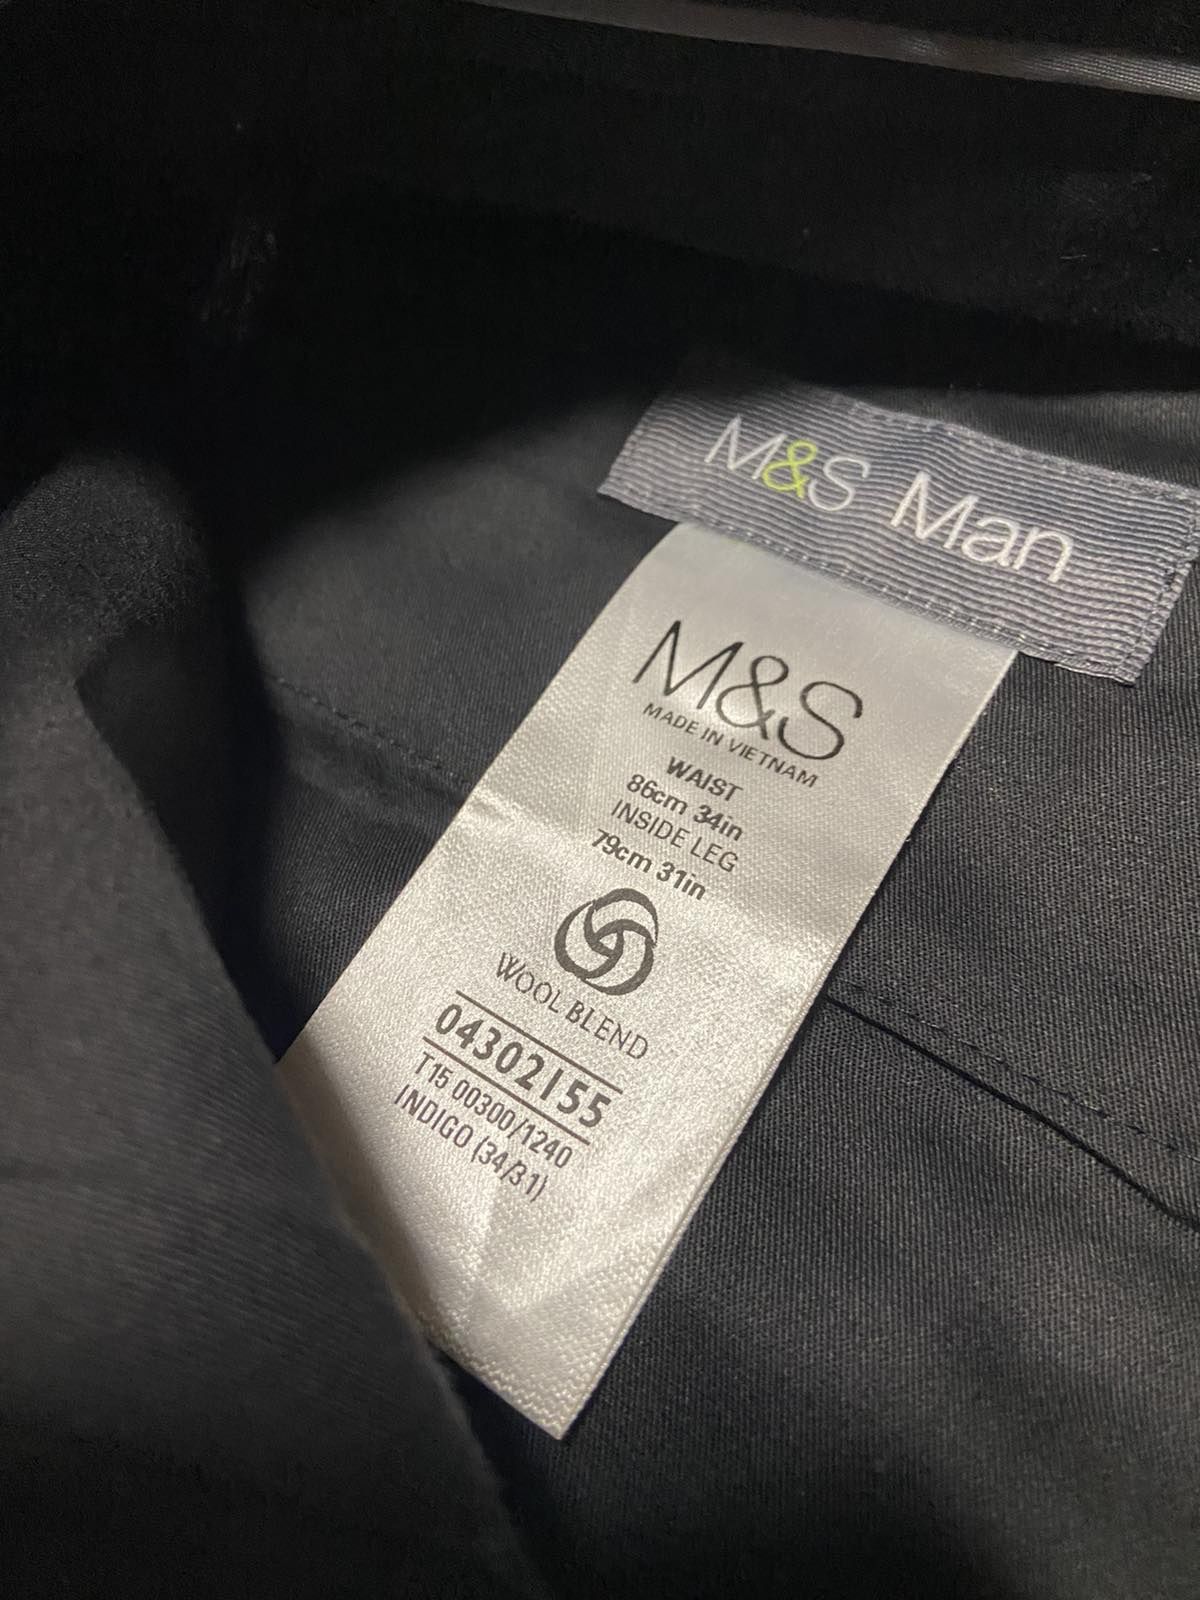 M&S Man
M&S
MADE IN VIETNAM
WAIST
86cm 34in
INSIDE LEG
79cm 31in
WOOL BLEND
04302155
T15 00300/1240
INDIGO (34/31)